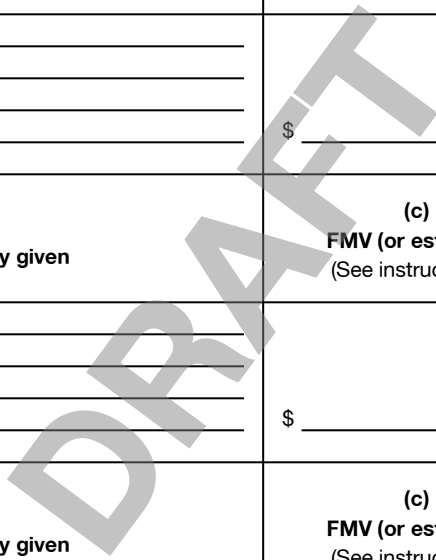 $
(c)
FMV (or est
y given
(See instruc
$
(c)
FMV (or est
y given
(See instruc
DRAFT